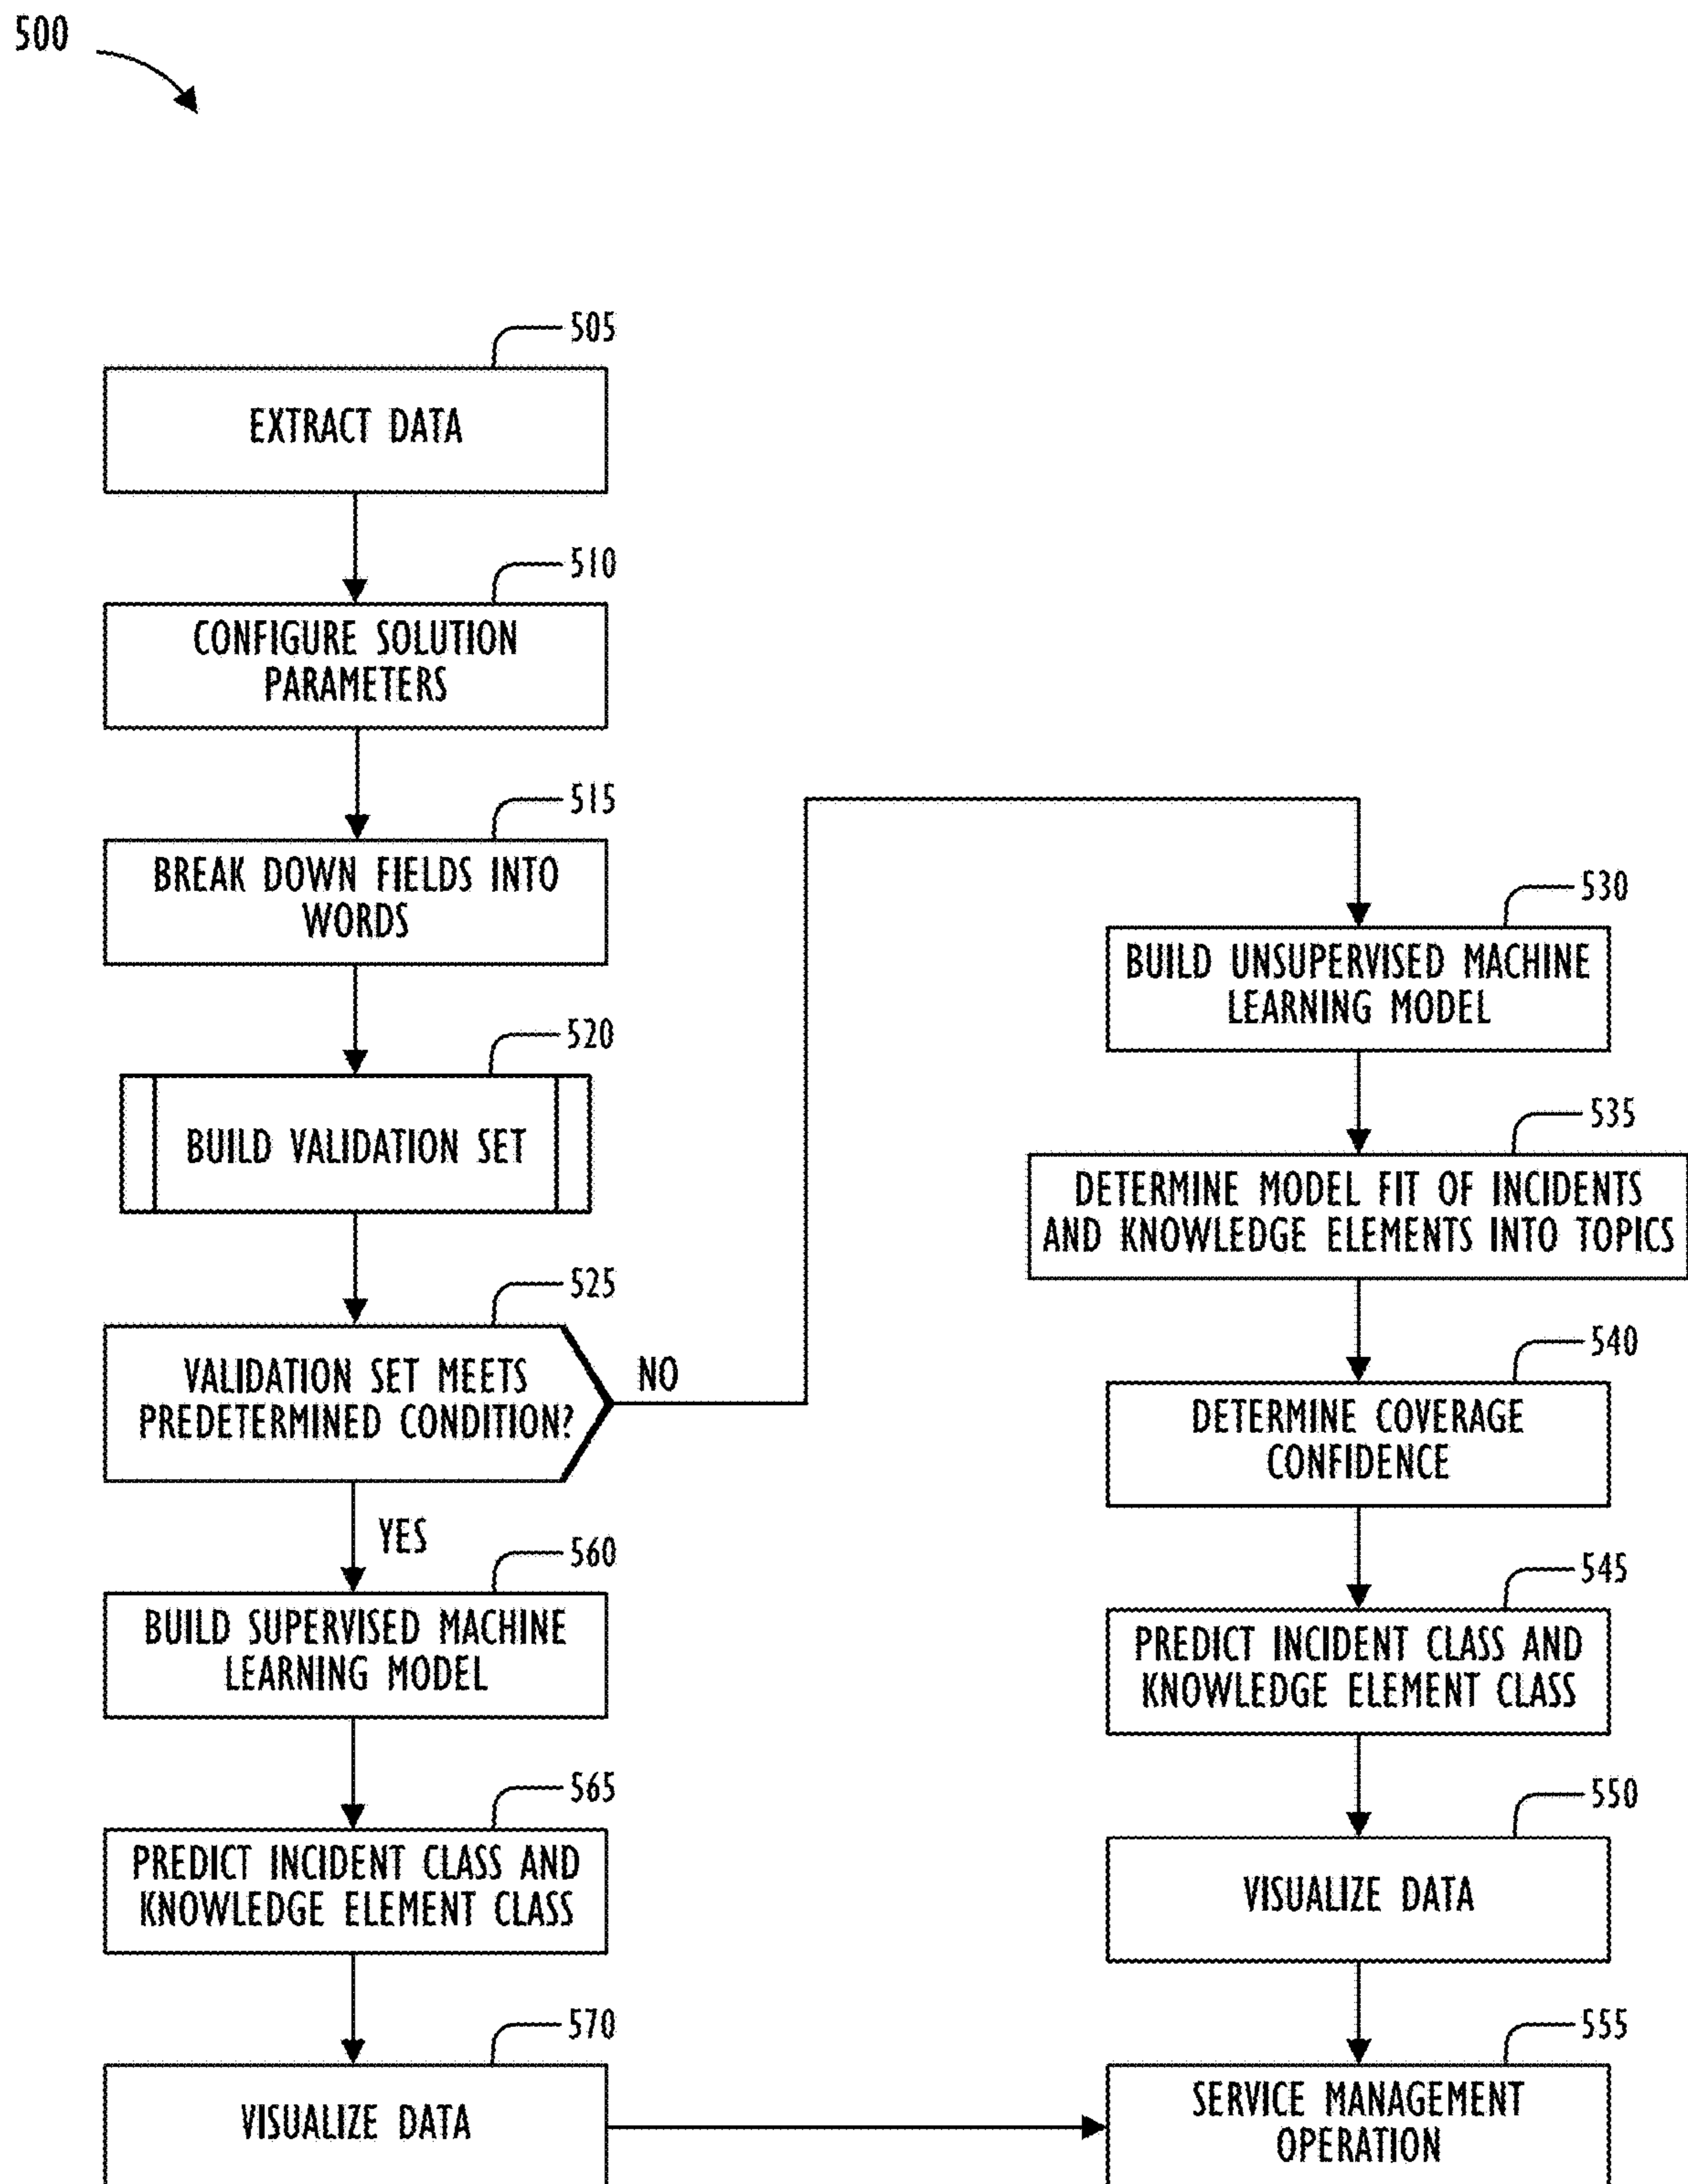 500
505
EXTRACT DATA
510
CONFIGURE SOLUTION
PARAMETERS
515
BREAK DOWN FIELDS INTO
WORDS
520
BUILD VALIDATION SET
525
VALIDATION SET MEETS
PREDETERMINED CONDITION?
NO
YES
560
BUILD SUPERVISED MACHINE
LEARNING MODEL
565
PREDICT INCIDENT CLASS AND
KNOWLEDGE ELEMENT CLASS
570
VISUALIZE DATA
530
BUILD UNSUPERVISED MACHINE
LEARNING MODEL
535
DETERMINE MODEL FIT OF INCIDENTS
AND KNOWLEDGE ELEMENTS INTO TOPICS
540
DETERMINE COVERAGE
CONFIDENCE
545
PREDICT INCIDENT CLASS AND
KNOWLEDGE ELEMENT CLASS
550
VISUALIZE DATA
555
SERVICE MANAGEMENT
OPERATION